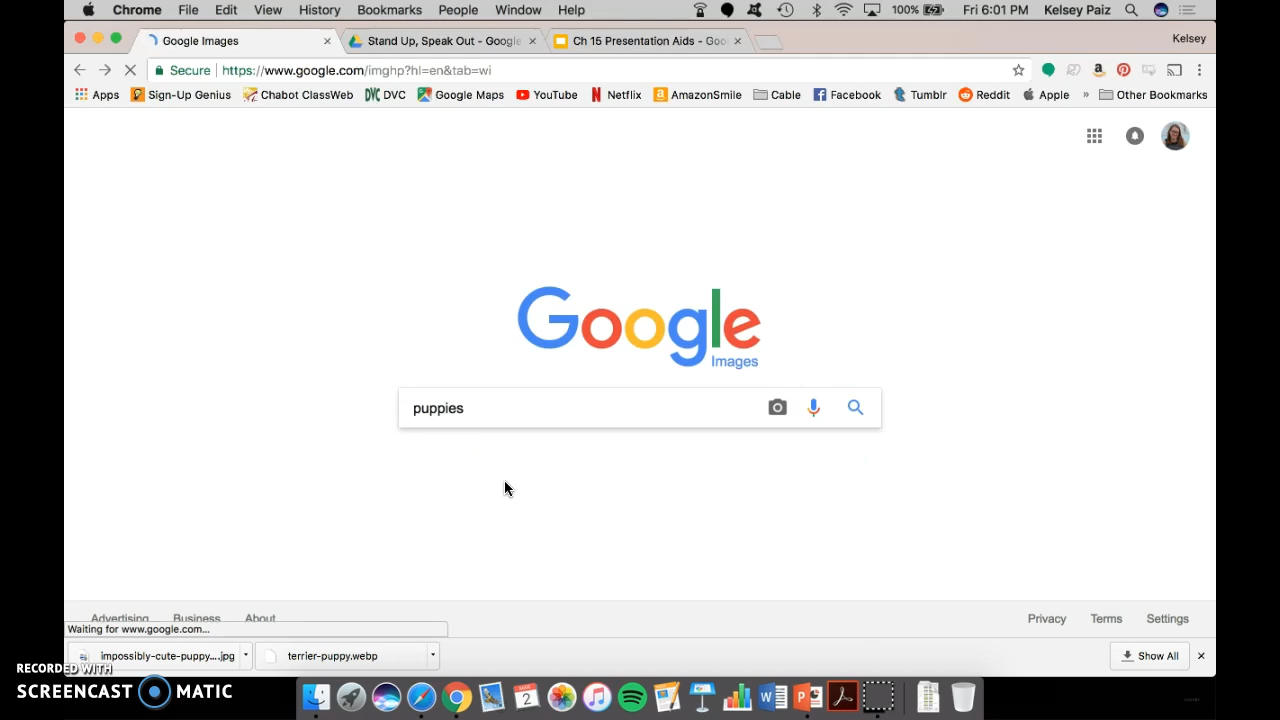 Chrome File Edit View History Bookmarks People Window Help 100% Fri 6:01 PM Kelsey Paiz
Google Images Stand Up, Speak Out - Google Ch 15 Presentation Aids - Goo Kelsey
Secure https://www.google.com/imghp?hl=en&tab=wi
Apps Sign-Up Genius Chabot ClassWeb DVC DVC Google Maps YouTube Netflix AmazonSmile Cable Facebook Tumblr Reddit Apple » Other Bookmarks
Google
Images
puppies
Advertising Business About Privacy Terms Settings
Waiting for www.google.com...
impossibly-cute-puppy....jpg terrier-puppy.webp Show All
RECORDED WITH
SCREENCAST MATIC
2